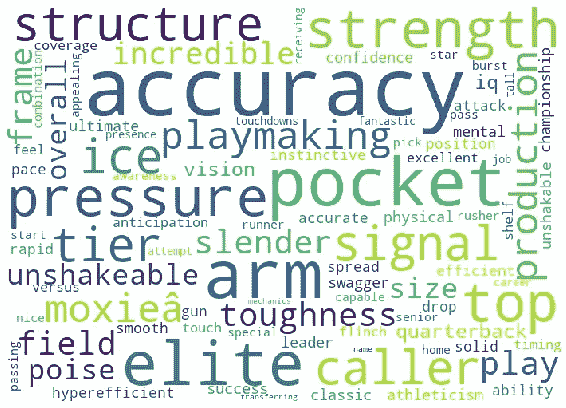 structure
strength
receiving
coverage
appealing
incredible
confidence
star
burst
iq
roll
championship
frame
combination
accuracy
attack
production
overall
ultimate
touchdowns
fantastic
pass
mental
presence
playmaking
position
feel
ice
instinctive
pick
excellent
job
unshakable
pace
awareness
vision
pocket
pressure
anticipation
accurate
physical
rusher
shelf
start
runner
tier
slender
signal
rapid
attempt
arm
spread
efficient
career
unshakeable
swagger
size
top
versus
mechanics
capable
drop
senior
moxieâ
gun
toughness
nice
smooth
touch
special
flinch
quarterback
timing
field
leader
home
solid
play
passing
poise
elite
caller
game
hyperefficient
success
classic
athleticism
ability
transferring